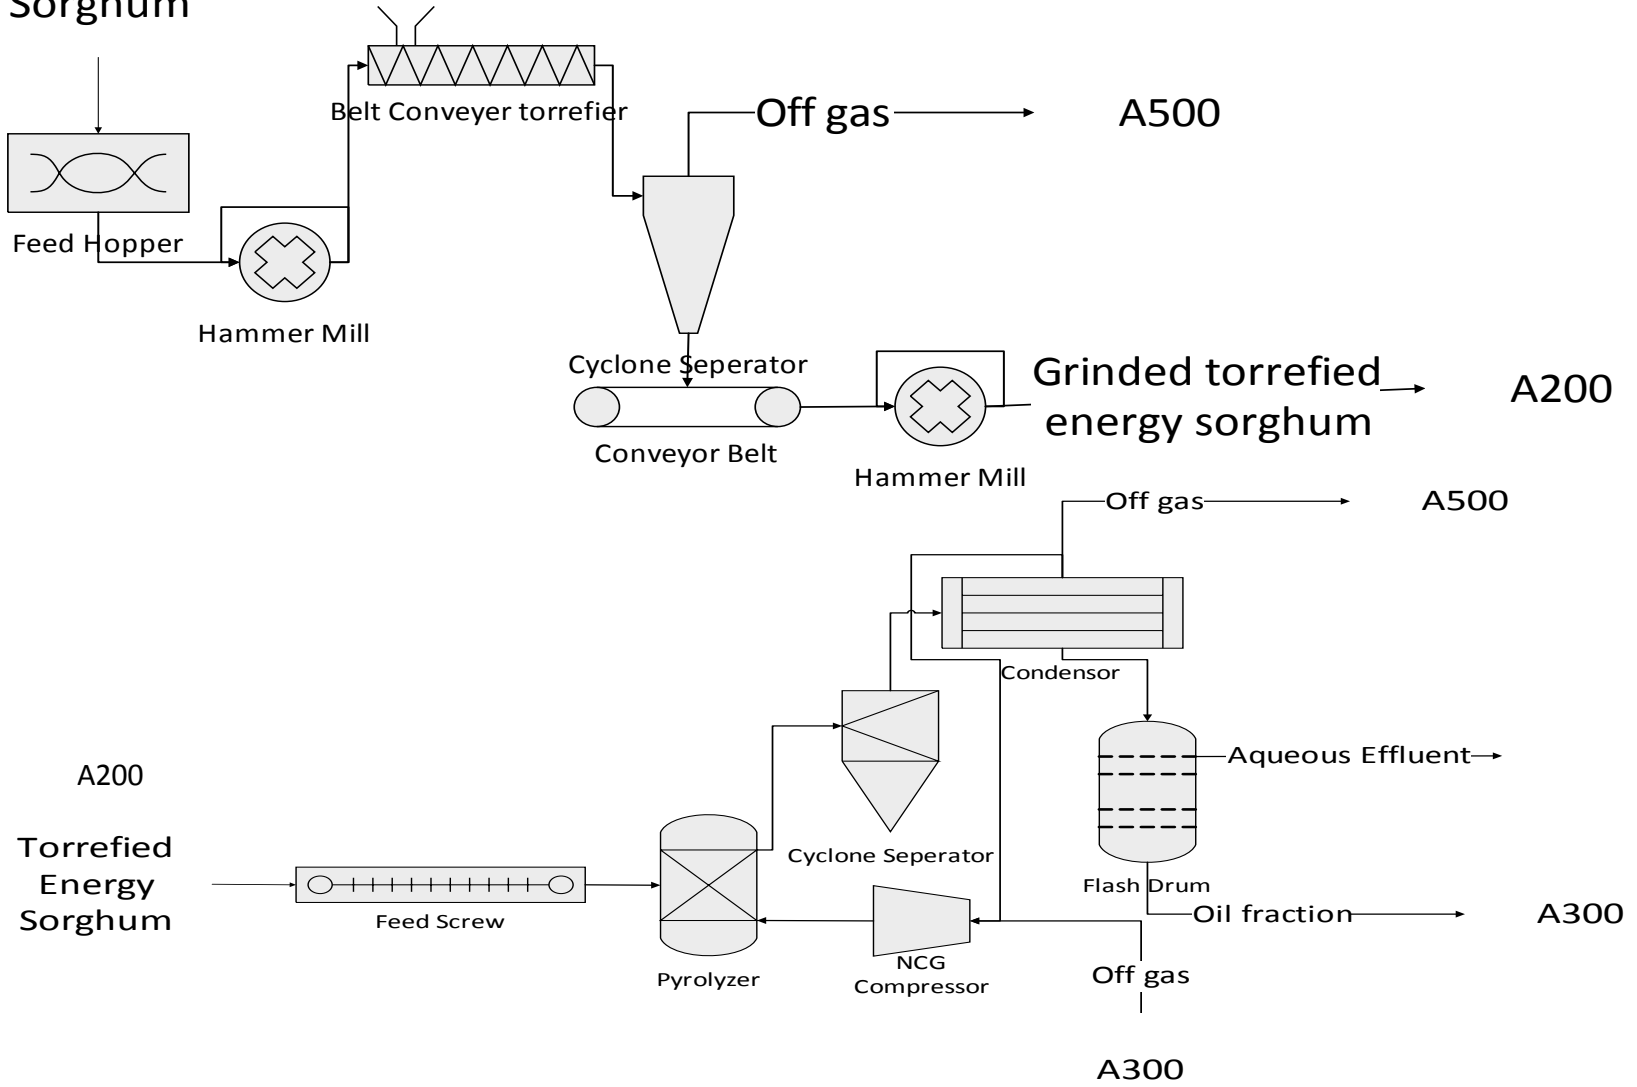 Sorghum
Belt Conveyer torrefier
Off gas
A500
Feed Hopper
Hammer Mill
Cyclone Seperator
Grinded torrefied
energy sorghum
A200
Conveyor Belt
Hammer Mill
Off gas
A500
Condensor
Aqueous Effluent
A200
Torrefied
Energy
Sorghum
Cyclone Seperator
Flash Drum
Oil fraction
A300
Feed Screw
Pyrolyzer
NCG
Compressor
Off gas
A300